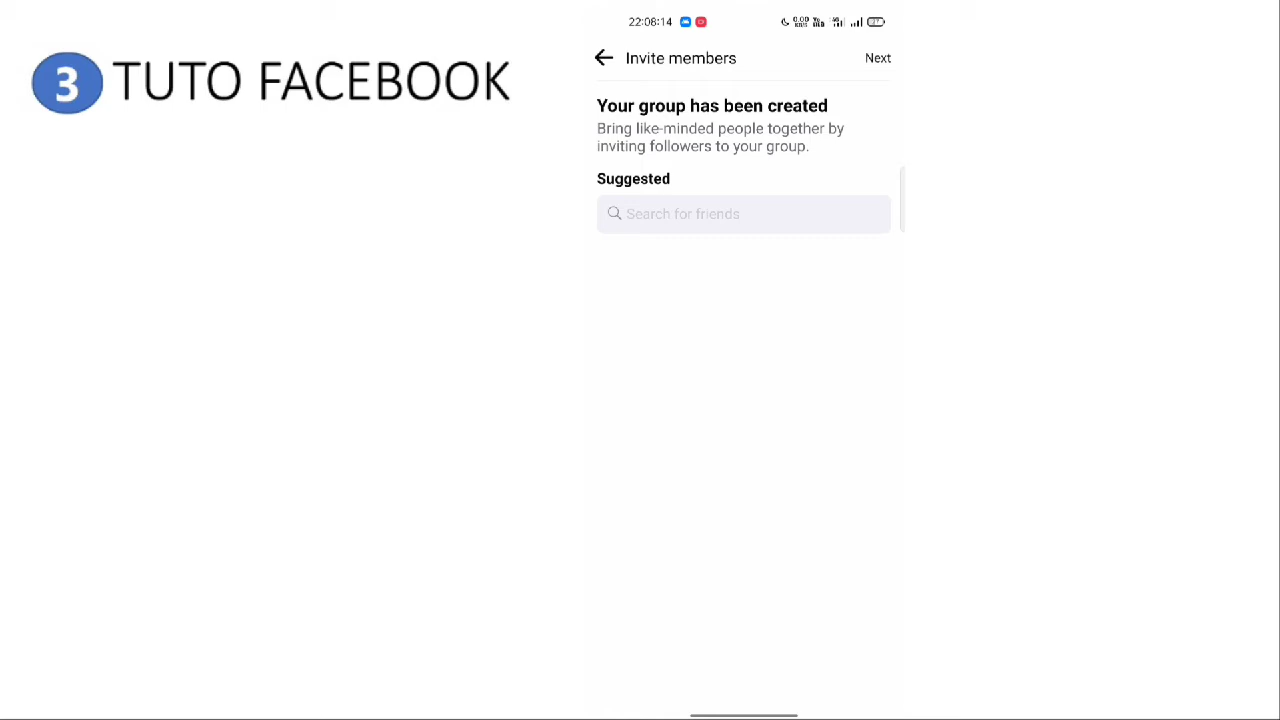 3 TUTO FACEBOOK
22:08:14
Invite members
Next
Your group has been created
Bring like-minded people together by
inviting followers to your group.
Suggested
Search for friends